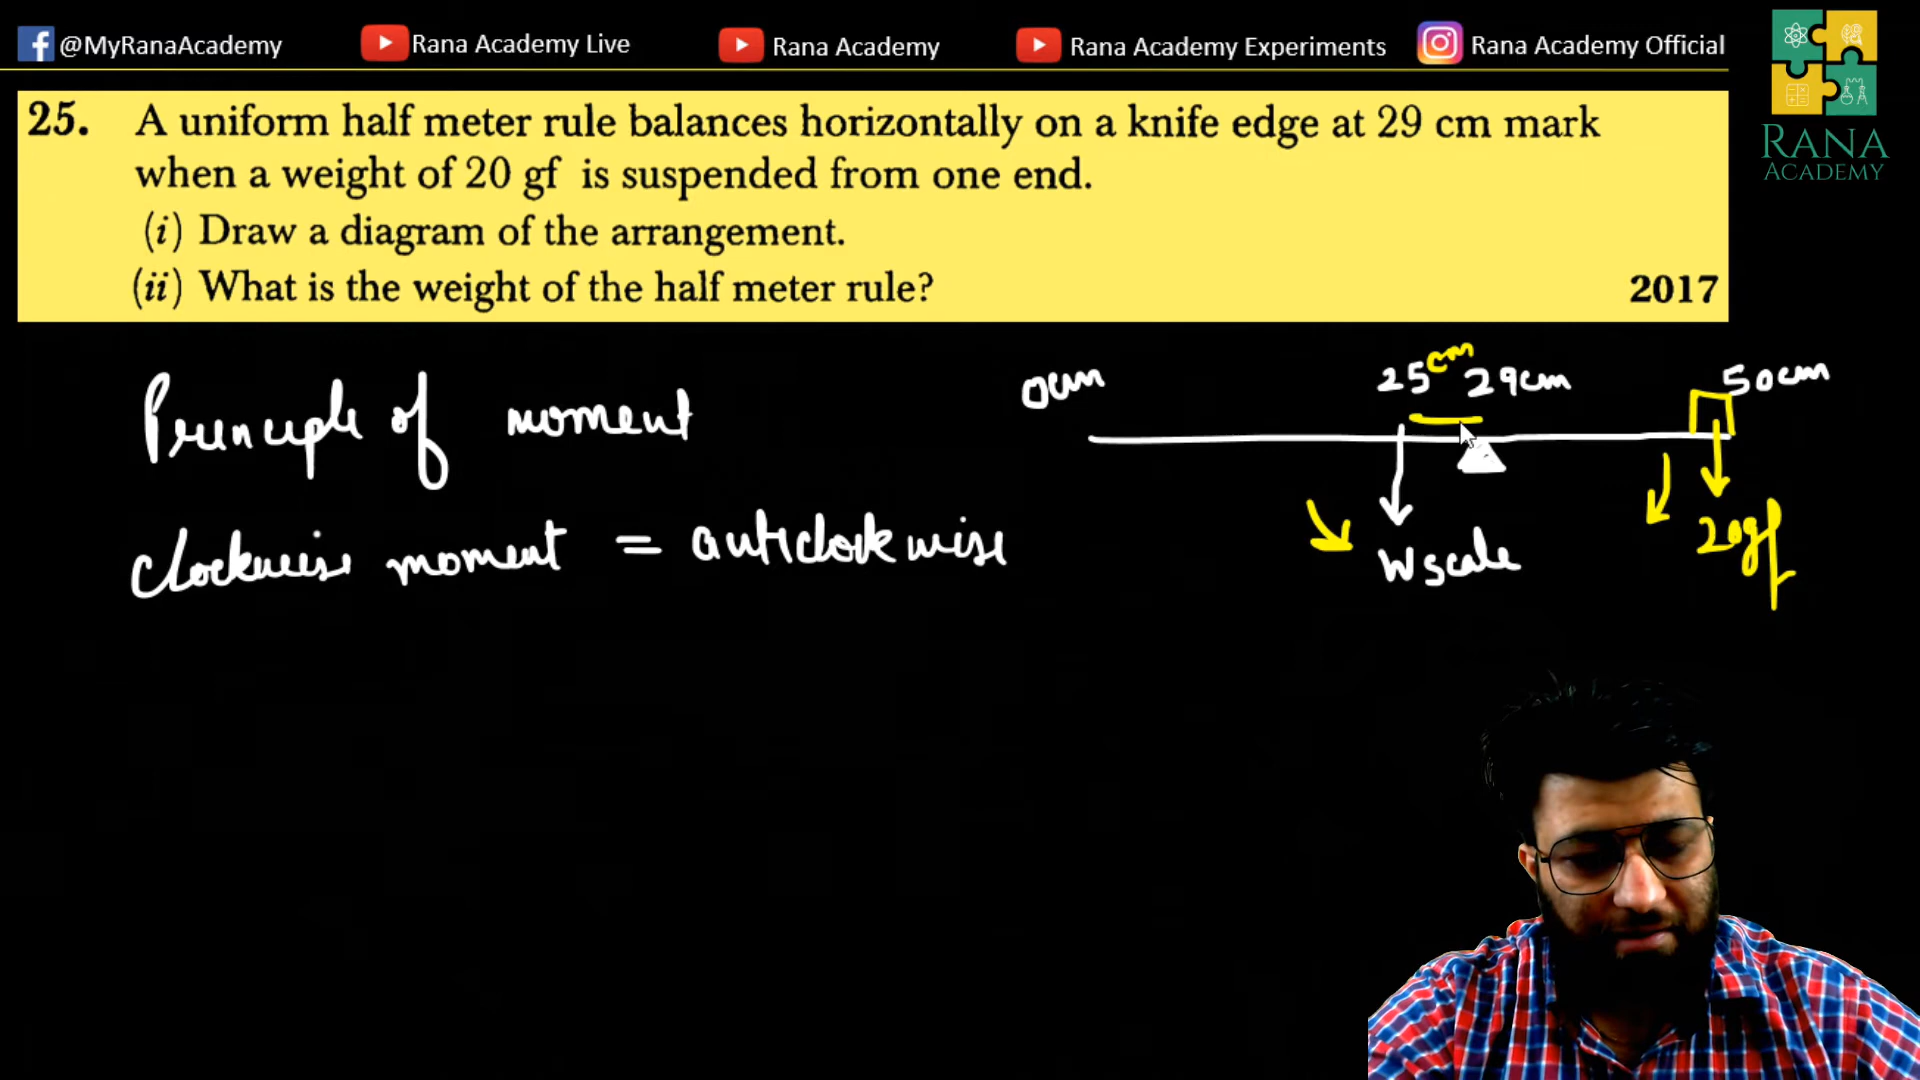 @MyRanaAcademy Rana Academy Live Rana Academy Rana Academy Experiments Rana Academy Official
RANA
ACADEMY
25. A uniform half meter rule balances horizontally on a knife edge at 29 cm mark
when a weight of 20 gf is suspended from one end.
(i) Draw a diagram of the arrangement.
(ii) What is the weight of the half meter rule? 2017
Principle of moment
clockwise moment = anticlockwise
0cm 25cm 29cm 50cm
Wscale 20gf